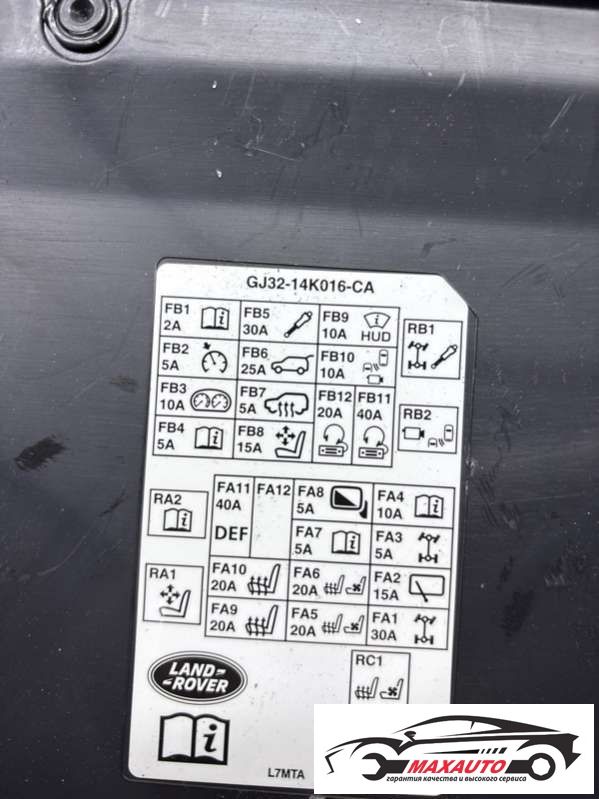 GJ32-14K016-CA
FB1 FB5 FB9 RB1
2A 30A 10A HUD
FB2 FB6 FB10
5A 25A 10A
FB3 FB7 FB12 FB11
10A 5A 20A 40A
RB2
FB4 FB8
5A 15A
FA11 FA12 FA8 FA4
40A 5A 10A
RA2
DEF FA7 FA3
5A 5A
RA1 FA10 FA6 FA2
20A 20A 15A
FA9 FA5 FA1
20A 20A 30A
LAND
ROVER
RC1
L7MTA
MAXAUTO
гарантия качества и высокого сервиса